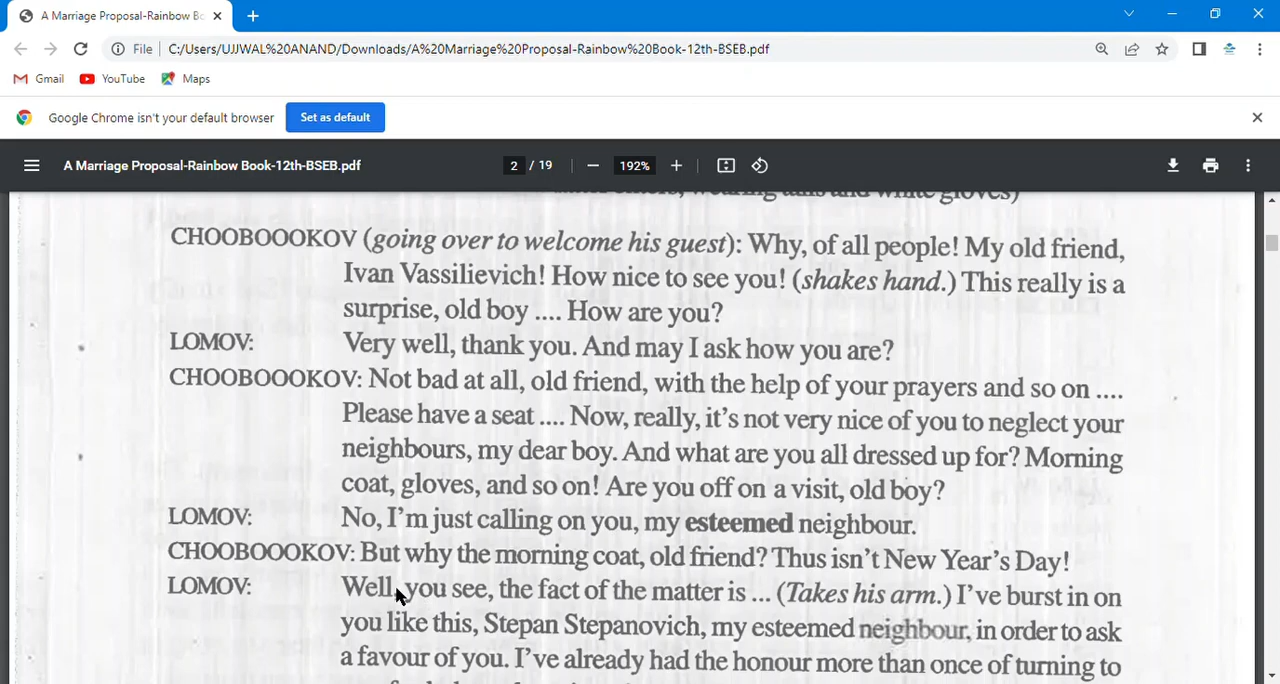 A Marriage Proposal-Rainbow Bo
File C:/Users/UJJWAL%20ANAND/Downloads/A%20Marriage%20Proposal-Rainbow%20Book-12th-BSEB.pdf
Gmail YouTube Maps
Google Chrome isn't your default browser Set as default
A Marriage Proposal-Rainbow Book-12th-BSEB.pdf 2 / 19 192%
wearing tails and white gloves)
CHOOBOOOKOV (going over to welcome his guest): Why, of all people! My old friend,
Ivan Vassilievich! How nice to see you! (shakes hand.) This really is a
surprise, old boy .... How are you?
LOMOV: Very well, thank you. And may I ask how you are?
CHOOBOOOKOV: Not bad at all, old friend, with the help of your prayers and so on ....
Please have a seat .... Now, really, it's not very nice of you to neglect your
neighbours, my dear boy. And what are you all dressed up for? Morning
coat, gloves, and so on! Are you off on a visit, old boy?
LOMOV: No, I'm just calling on you, my esteemed neighbour.
CHOOBOOOKOV: But why the morning coat, old friend? Thus isn't New Year's Day!
LOMOV: Well, you see, the fact of the matter is ... (Takes his arm.) I've burst in on
you like this, Stepan Stepanovich, my esteemed neighbour, in order to ask
a favour of you. I've already had the honour more than once of turning to